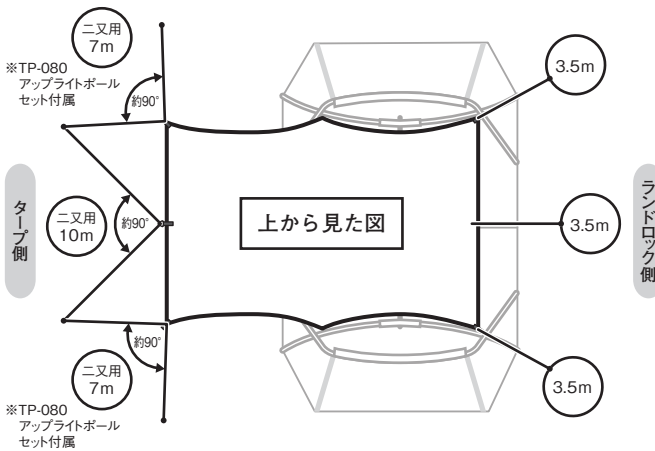 二又用
7m
※TP-080
アップライトポール
セット付属
約90°
3.5m
タープ側
二又用
10m
約90°
上から見た図
3.5m
ランドロック側
約90°
二又用
7m
※TP-080
アップライトポール
セット付属
3.5m